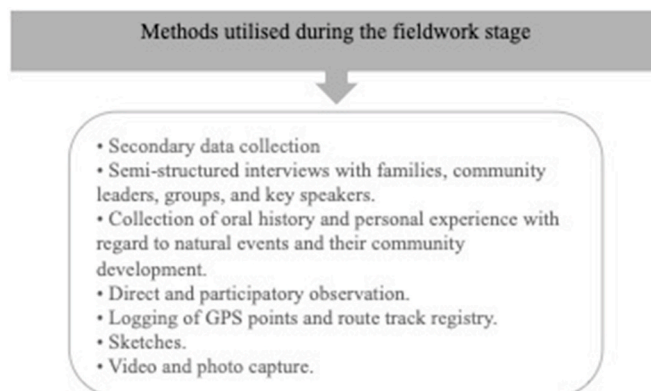 Methods utilised during the fieldwork stage
• Secondary data collection
• Semi-structured interviews with families, community
leaders, groups, and key speakers.
• Collection of oral history and personal experience with
regard to natural events and their community
development.
• Direct and participatory observation.
• Logging of GPS points and route track registry.
• Sketches.
• Video and photo capture.